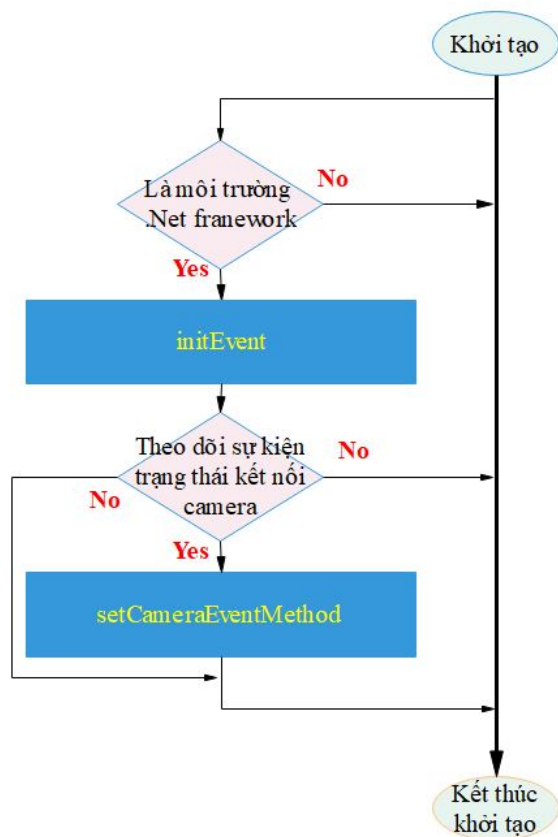 Khởi tạo
Là môi trường
.Net franework
No
Yes
initEvent
Theo dõi sự kiện
trạng thái kết nối
camera
No
No
Yes
setCameraEventMethod
Kết thúc
khởi tạo